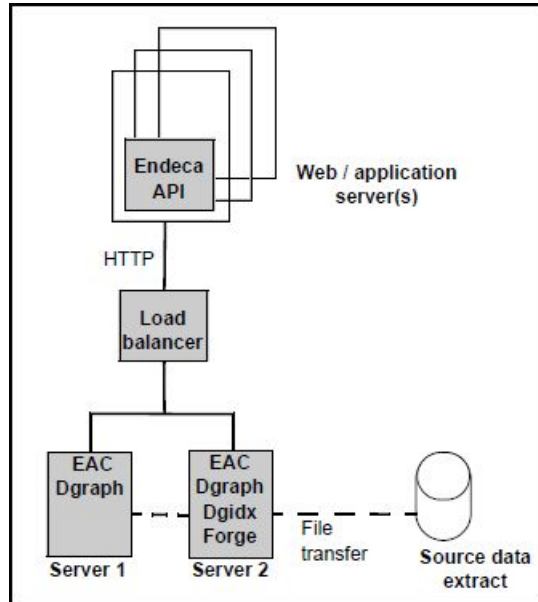 Endeca
API
Web / application
server(s)
HTTP
Load
balancer
EAC
Dgraph
EAC
Dgraph
Dgidx
Forge
File
transfer
Server 1
Server 2
Source data
extract